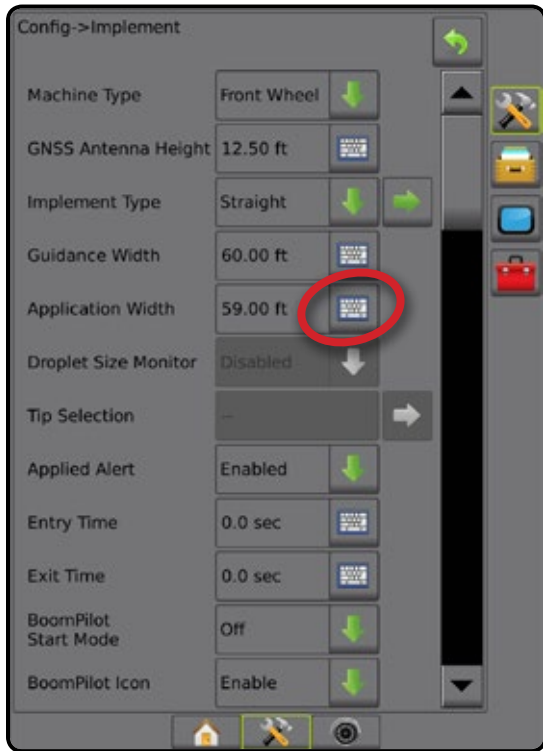 Config->Implement
Machine Type Front Wheel
GNSS Antenna Height 12.50 ft
Implement Type Straight
Guidance Width 60.00 ft
Application Width 59.00 ft
Droplet Size Monitor Disabled
Tip Selection --
Applied Alert Enabled
Entry Time 0.0 sec
Exit Time 0.0 sec
BoomPilot
Start Mode Off
BoomPilot Icon Enable